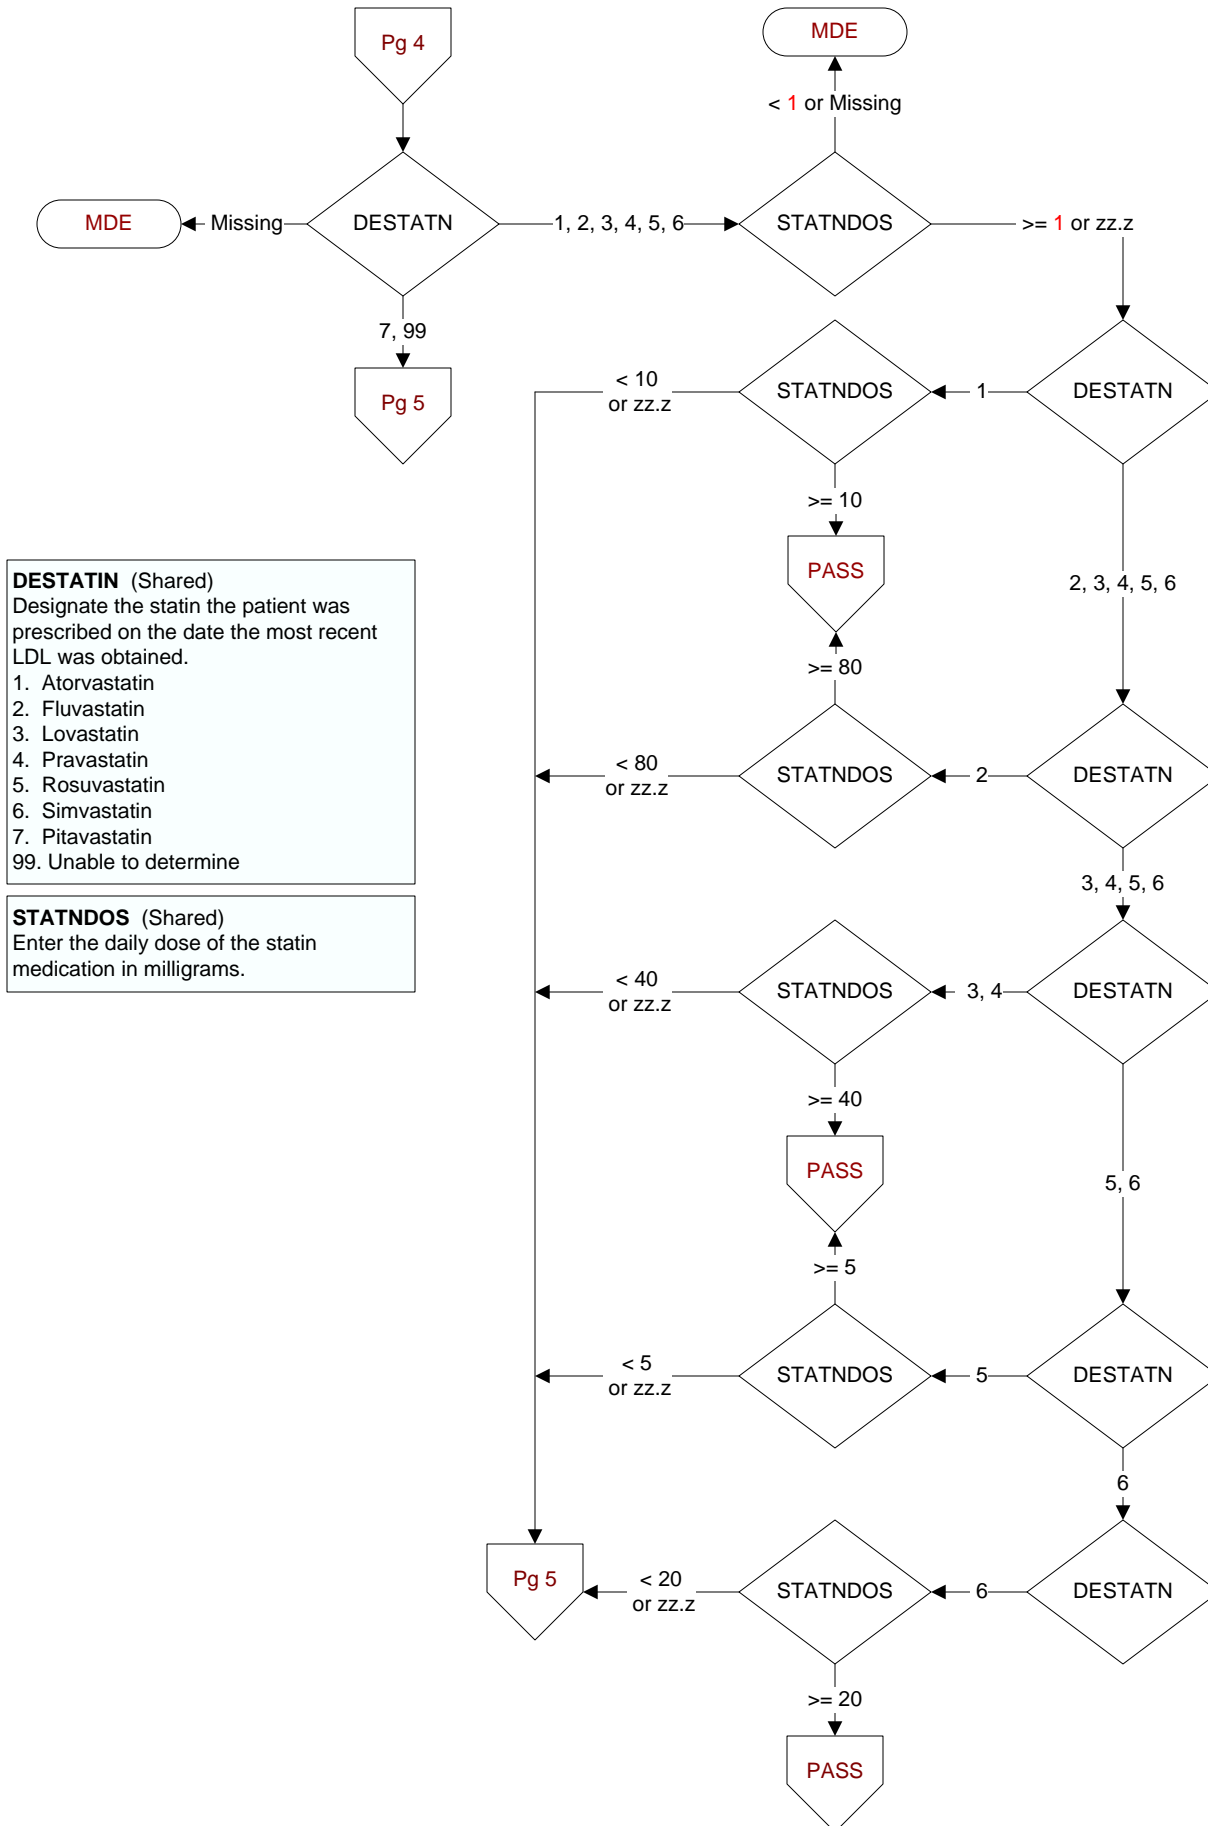 Pg 4
MDE
< 1 or Missing
MDE
Missing
DESTATN
1, 2, 3, 4, 5, 6
STATNDOS
>= 1 or zz.z
7, 99
Pg 5
< 10
or zz.z
STATNDOS
1
DESTATN
>= 10
PASS
2, 3, 4, 5, 6
>= 80
< 80
or zz.z
STATNDOS
2
DESTATN
3, 4, 5, 6
DESTATIN (Shared)
Designate the statin the patient was
prescribed on the date the most recent
LDL was obtained.
1. Atorvastatin
2. Fluvastatin
3. Lovastatin
4. Pravastatin
5. Rosuvastatin
6. Simvastatin
7. Pitavastatin
99. Unable to determine
STATNDOS (Shared)
Enter the daily dose of the statin
medication in milligrams.
< 40
or zz.z
STATNDOS
3, 4
DESTATN
>= 40
PASS
5, 6
>= 5
< 5
or zz.z
STATNDOS
5
DESTATN
6
Pg 5
< 20
or zz.z
STATNDOS
6
DESTATN
>= 20
PASS